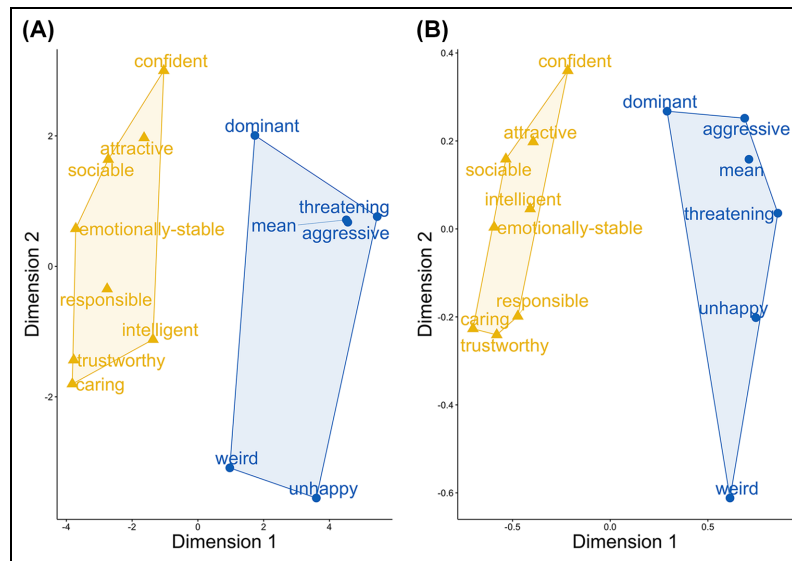 (A)
confident
attractive
sociable
dominant
threatening
mean
aggressive
emotionally-stable
responsible
intelligent
trustworthy
caring
weird
unhappy
2
0
-2
-4
-2
0
2
4
Dimension 1
Dimension 2
(B)
confident
dominant
attractive
aggressive
sociable
mean
intelligent
threatening
emotionally-stable
responsible
caring
unhappy
trustworthy
weird
0.4
0.2
0.0
-0.2
-0.4
-0.6
-0.5
0.0
0.5
Dimension 1
Dimension 2